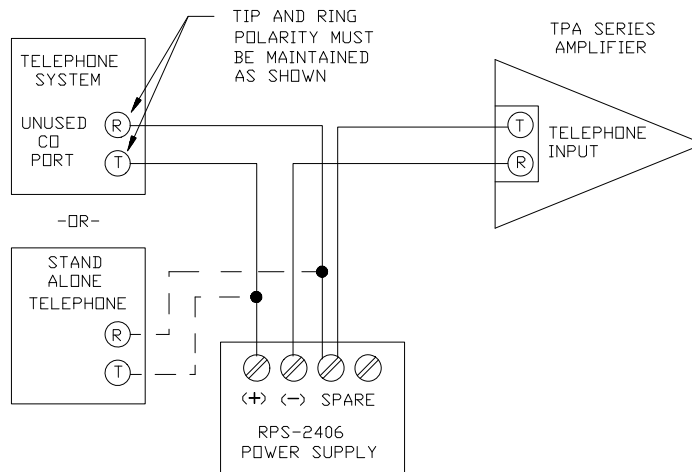 TIP AND RING
POLARITY MUST
BE MAINTAINED
AS SHOWN
TELEPHONE
SYSTEM
UNUSED
CO
PORT
R
T
-OR-
STAND
ALONE
TELEPHONE
R
T
TPA SERIES
AMPLIFIER
T
R
TELEPHONE
INPUT
(+) (-) SPARE
RPS-2406
POWER SUPPLY